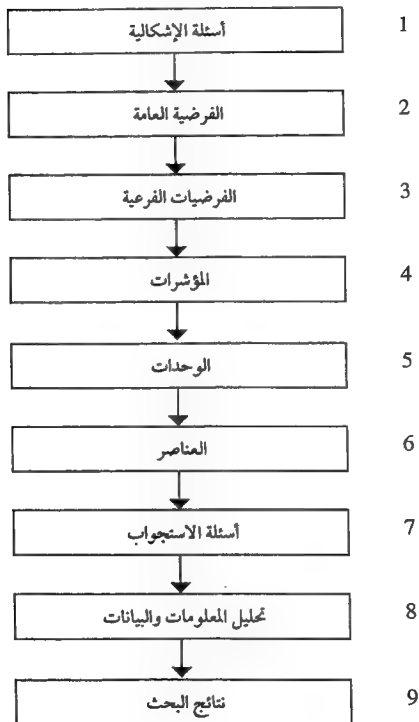 أسئلة الإشكالية 1
الفرضية العامة 2
الفرضيات الفرعية 3
المؤشرات 4
الوحدات 5
العناصر 6
أسئلة الاستجواب 7
تحليل المعلومات والبيانات 8
نتائج البحث 9